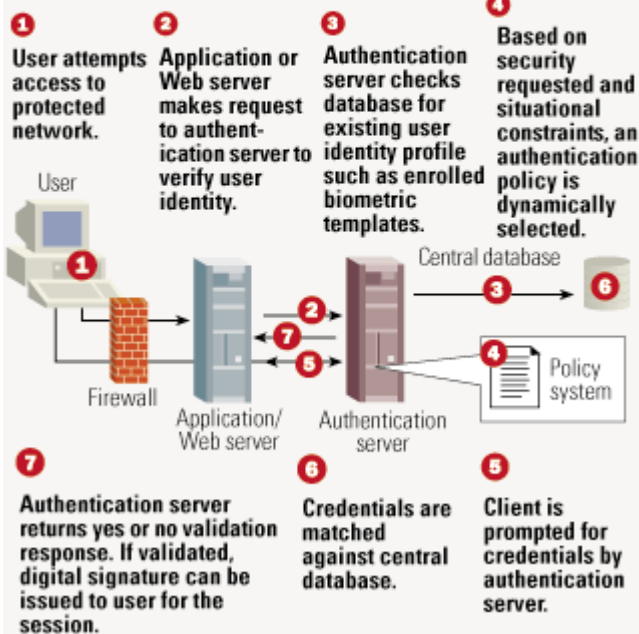 1
User attempts
access to
protected
network.
2
Application or
Web server
makes request
to authent-
ication server to
verify user
identity.
3
Authentication
server checks
database for
existing user
identity profile
such as enrolled
biometric
templates.
4
Based on
security
requested and
situational
constraints, an
authentication
policy is
dynamically
selected.
User
Central database
1
2
7
5
3
6
4
Policy
system
Firewall
Application/
Web server
Authentication
server
7
Authentication server
returns yes or no validation
response. If validated,
digital signature can be
issued to user for the
session.
6
Credentials are
matched
against central
database.
5
Client is
prompted for
credentials by
authentication
server.